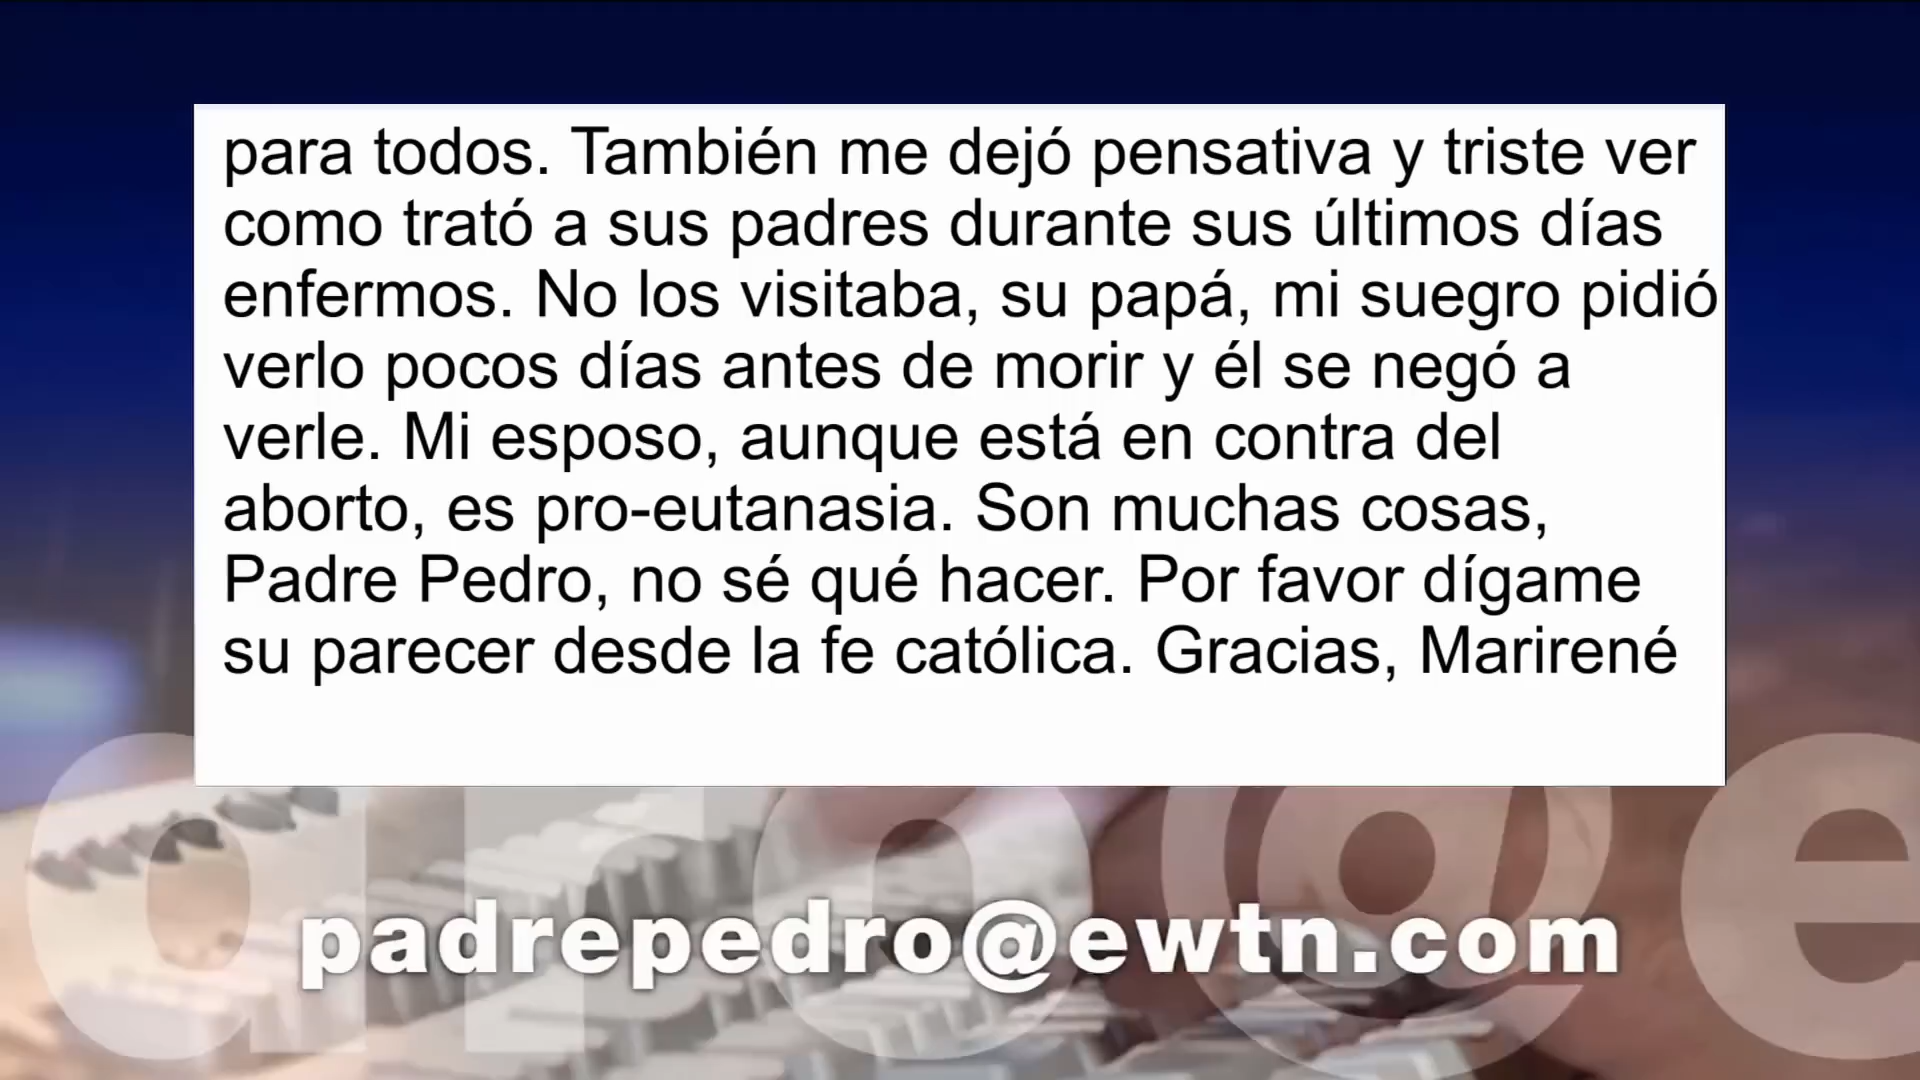 para todos. También me dejó pensativa y triste ver
como trató a sus padres durante sus últimos días
enfermos. No los visitaba, su papá, mi suegro pidió
verlo pocos días antes de morir y él se negó a
verle. Mi esposo, aunque está en contra del
aborto, es pro-eutanasia. Son muchas cosas,
Padre Pedro, no sé qué hacer. Por favor dígame
su parecer desde la fe católica. Gracias, Marirené
aro@e
padrepedro@ewtn.com